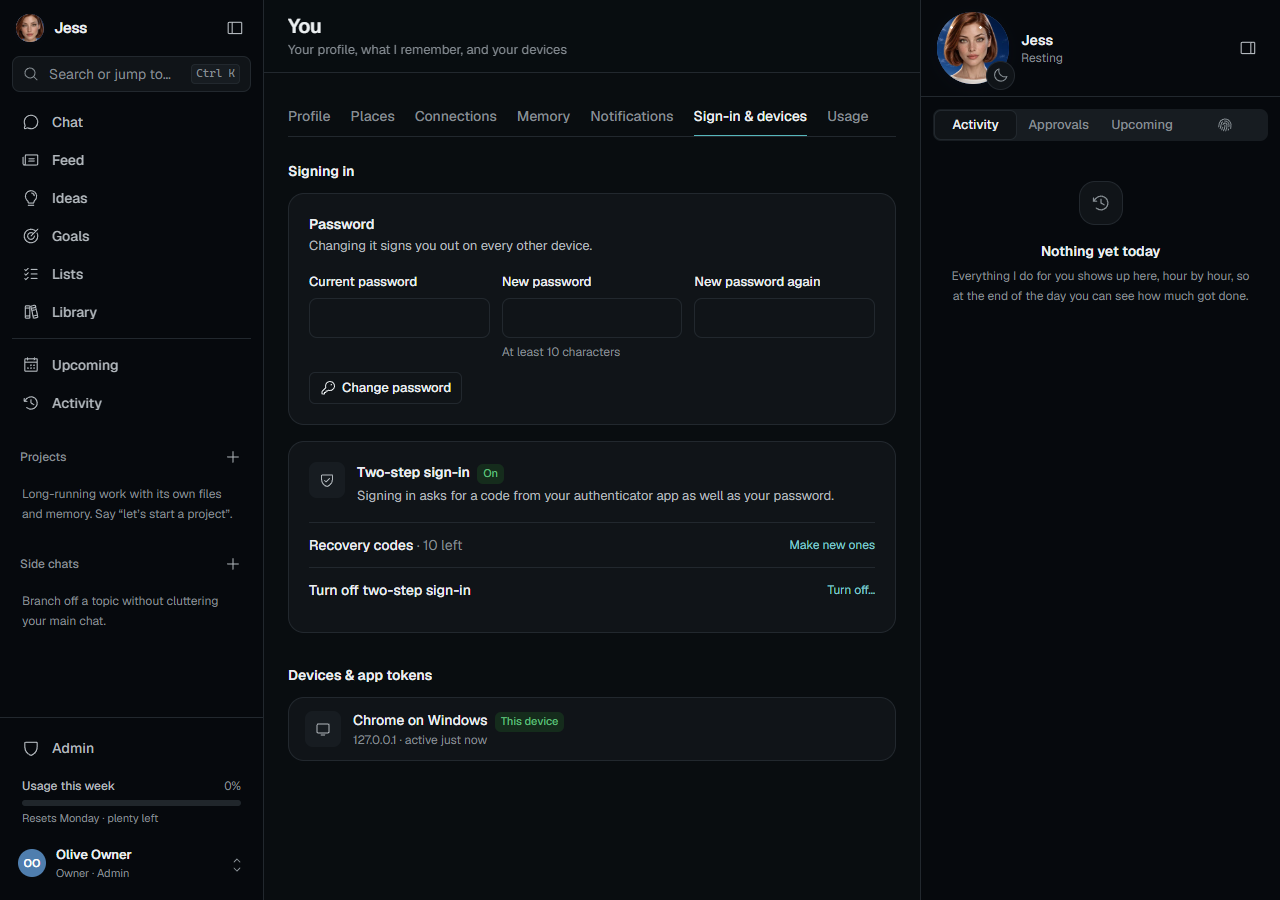 Jess
Search or jump to... Ctrl K
Chat
Feed
Ideas
Goals
Lists
Library
Upcoming
Activity
Projects
Long-running work with its own files
and memory. Say “let’s start a project”.
Side chats
Branch off a topic without cluttering
your main chat.
Admin
Usage this week 0%
Resets Monday · plenty left
OO
Olive Owner
Owner · Admin
You
Your profile, what I remember, and your devices
Profile Places Connections Memory Notifications Sign-in & devices Usage
Signing in
Password
Changing it signs you out on every other device.
Current password New password New password again
At least 10 characters
Change password
Two-step sign-in On
Signing in asks for a code from your authenticator app as well as your password.
Recovery codes · 10 left Make new ones
Turn off two-step sign-in Turn off...
Devices & app tokens
Chrome on Windows This device
127.0.0.1 · active just now
Jess
Resting
Activity Approvals Upcoming
Nothing yet today
Everything I do for you shows up here, hour by hour, so
at the end of the day you can see how much got done.